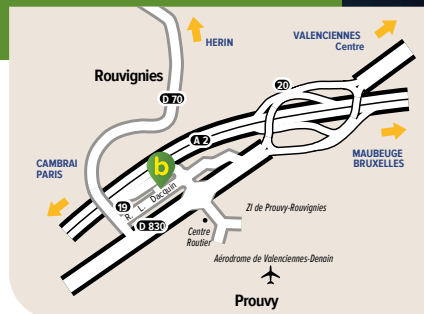 VALENCIENNES
Centre
HERIN
Rouvignies
20
D 70
A 2
CAMBRAI
PARIS
MAUBEUGE
BRUXELLES
b
R. L. Dacquin
19
D 830
ZI de Prouvy-Rouvignies
Centre
Routier
Aérodrome de Valenciennes-Denain
Prouvy